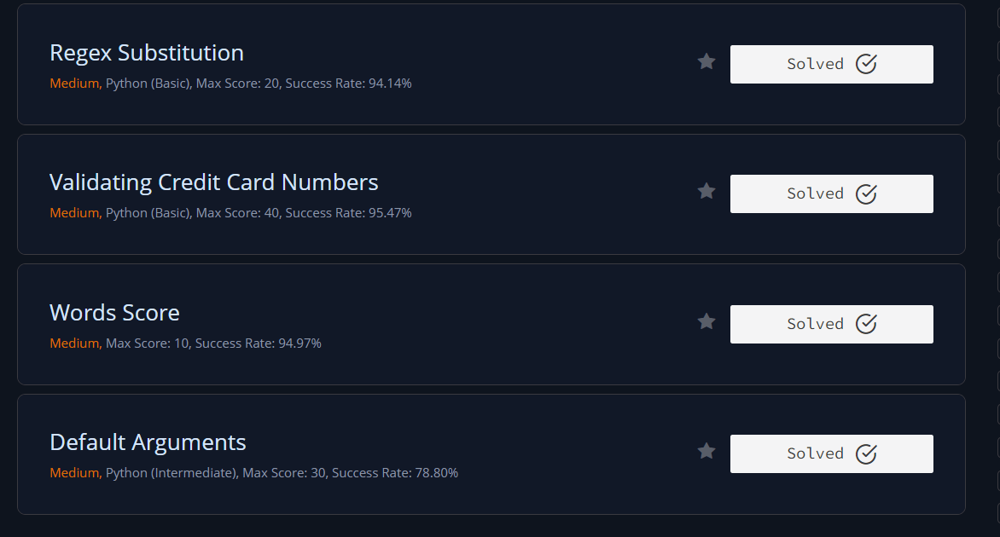 Regex Substitution
Medium, Python (Basic), Max Score: 20, Success Rate: 94.14%
Solved
Validating Credit Card Numbers
Medium, Python (Basic), Max Score: 40, Success Rate: 95.47%
Solved
Words Score
Medium, Max Score: 10, Success Rate: 94.97%
Solved
Default Arguments
Medium, Python (Intermediate), Max Score: 30, Success Rate: 78.80%
Solved